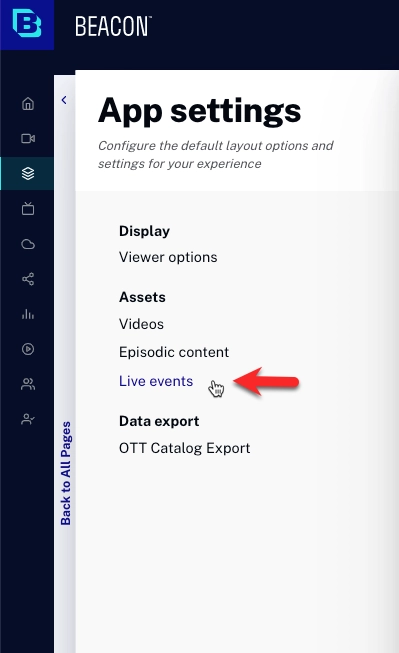 BEACON™
App settings
Configure the default layout options and
settings for your experience
Display
Viewer options
Assets
Videos
Episodic content
Live events
Data export
OTT Catalog Export
Back to All Pages